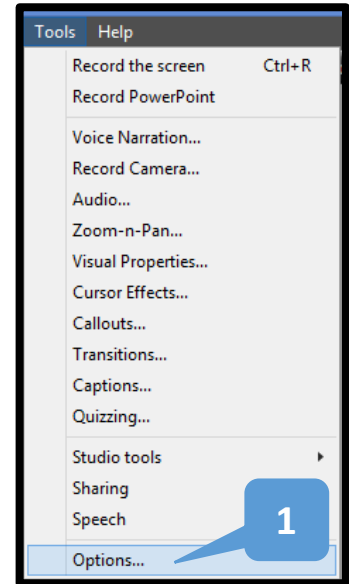 Tools Help
Record the screen Ctrl+R
Record PowerPoint
Voice Narration...
Record Camera...
Audio...
Zoom-n-Pan...
Visual Properties...
Cursor Effects...
Callouts...
Transitions...
Captions...
Quizzing...
Studio tools
Sharing
Speech
1
Options...